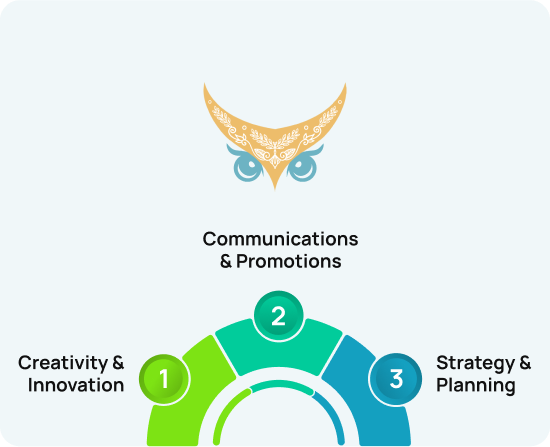 Communications
& Promotions
2
Creativity &
Innovation
1
3
Strategy &
Planning